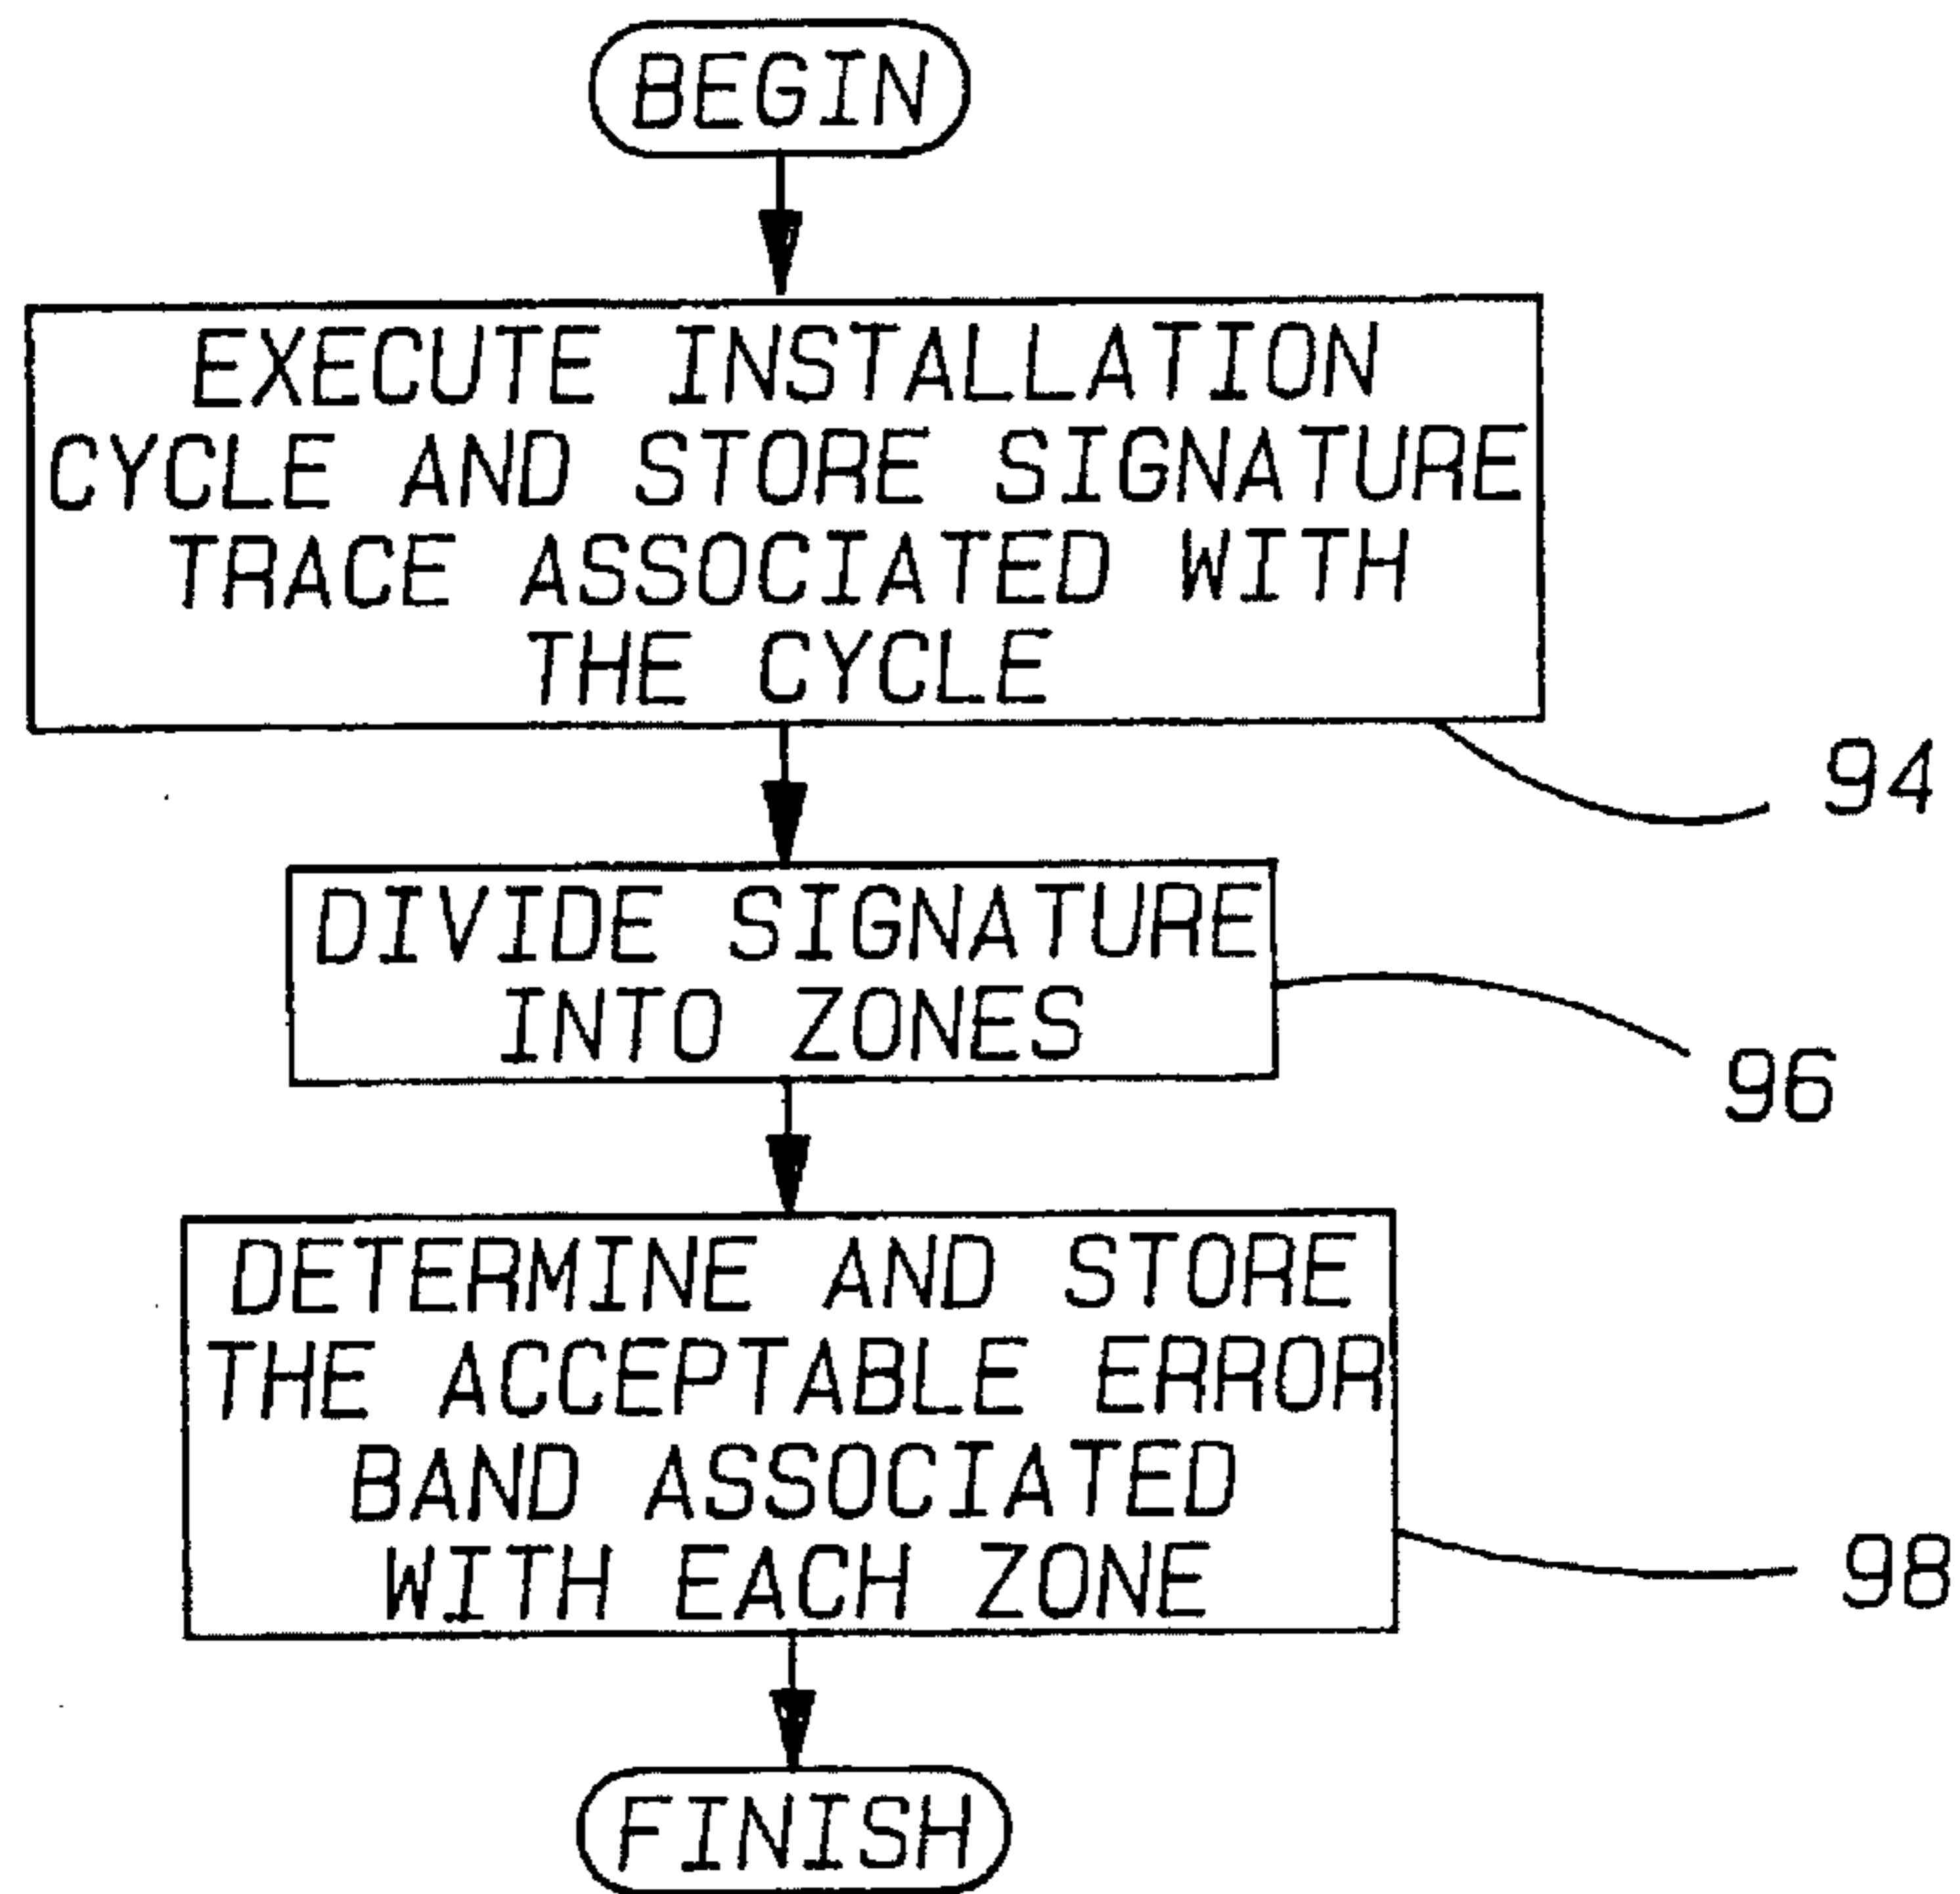 BEGIN
EXECUTE INSTALLATION
CYCLE AND STORE SIGNATURE
TRACE ASSOCIATED WITH
THE CYCLE
94
DIVIDE SIGNATURE
INTO ZONES
96
DETERMINE AND STORE
THE ACCEPTABLE ERROR
BAND ASSOCIATED
WITH EACH ZONE
98
FINISH